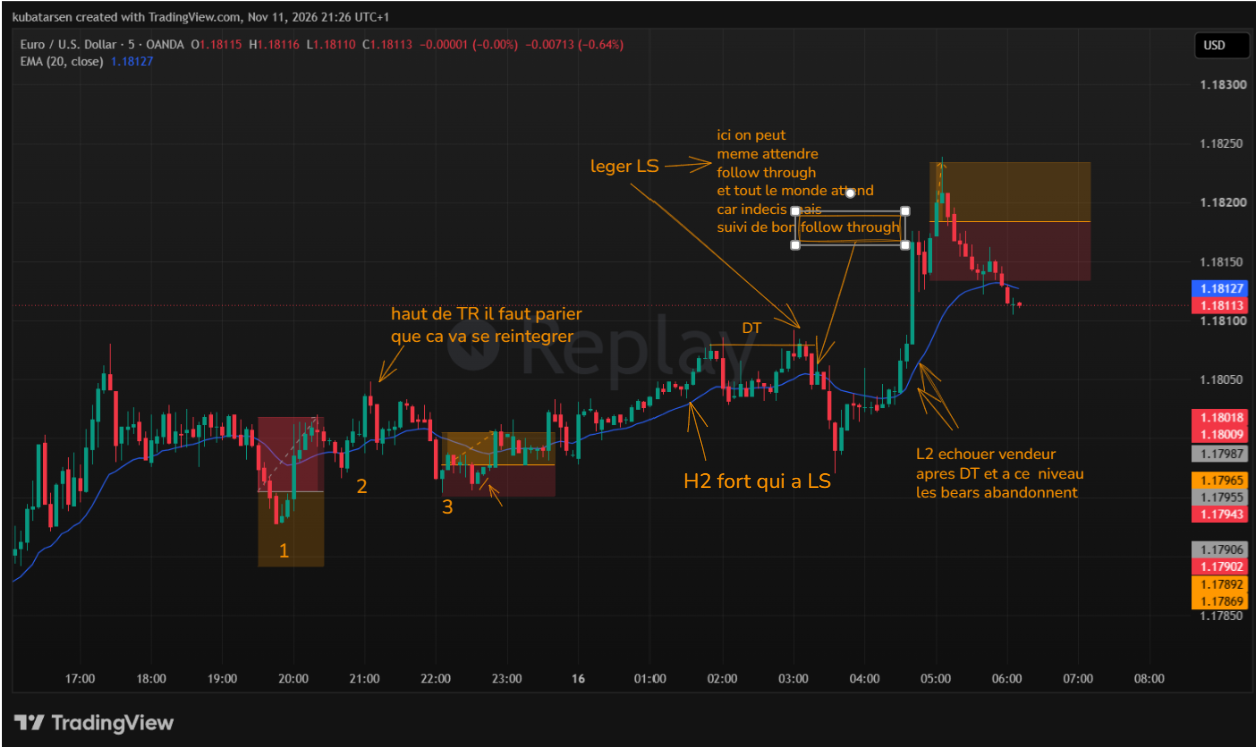 kubatarsen created with TradingView.com, Nov 11, 2026 21:26 UTC+1
Euro / U.S. Dollar · 5 · OANDA O1.18115 H1.18116 L1.18110 C1.18113 −0.00001 (−0.00%) −0.00713 (−0.64%)
EMA (20, close) 1.18127
USD
1.18300
1.18250
1.18200
1.18150
1.18127
1.18113
1.18100
1.18050
1.18018
1.18009
1.17987
1.17965
1.17955
1.17943
1.17906
1.17902
1.17892
1.17869
1.17850
ici on peut
meme attendre
follow through
et tout le monde attend
car indecis mais
suivi de bon follow through
leger LS
DT
haut de TR il faut parier
que ca va se reintegrer
Replay
H2 fort qui a LS
L2 echouer vendeur
apres DT et a ce niveau
les bears abandonnent
1
2
3
17:00 18:00 19:00 20:00 21:00 22:00 23:00 16 01:00 02:00 03:00 04:00 05:00 06:00 07:00 08:00
TradingView